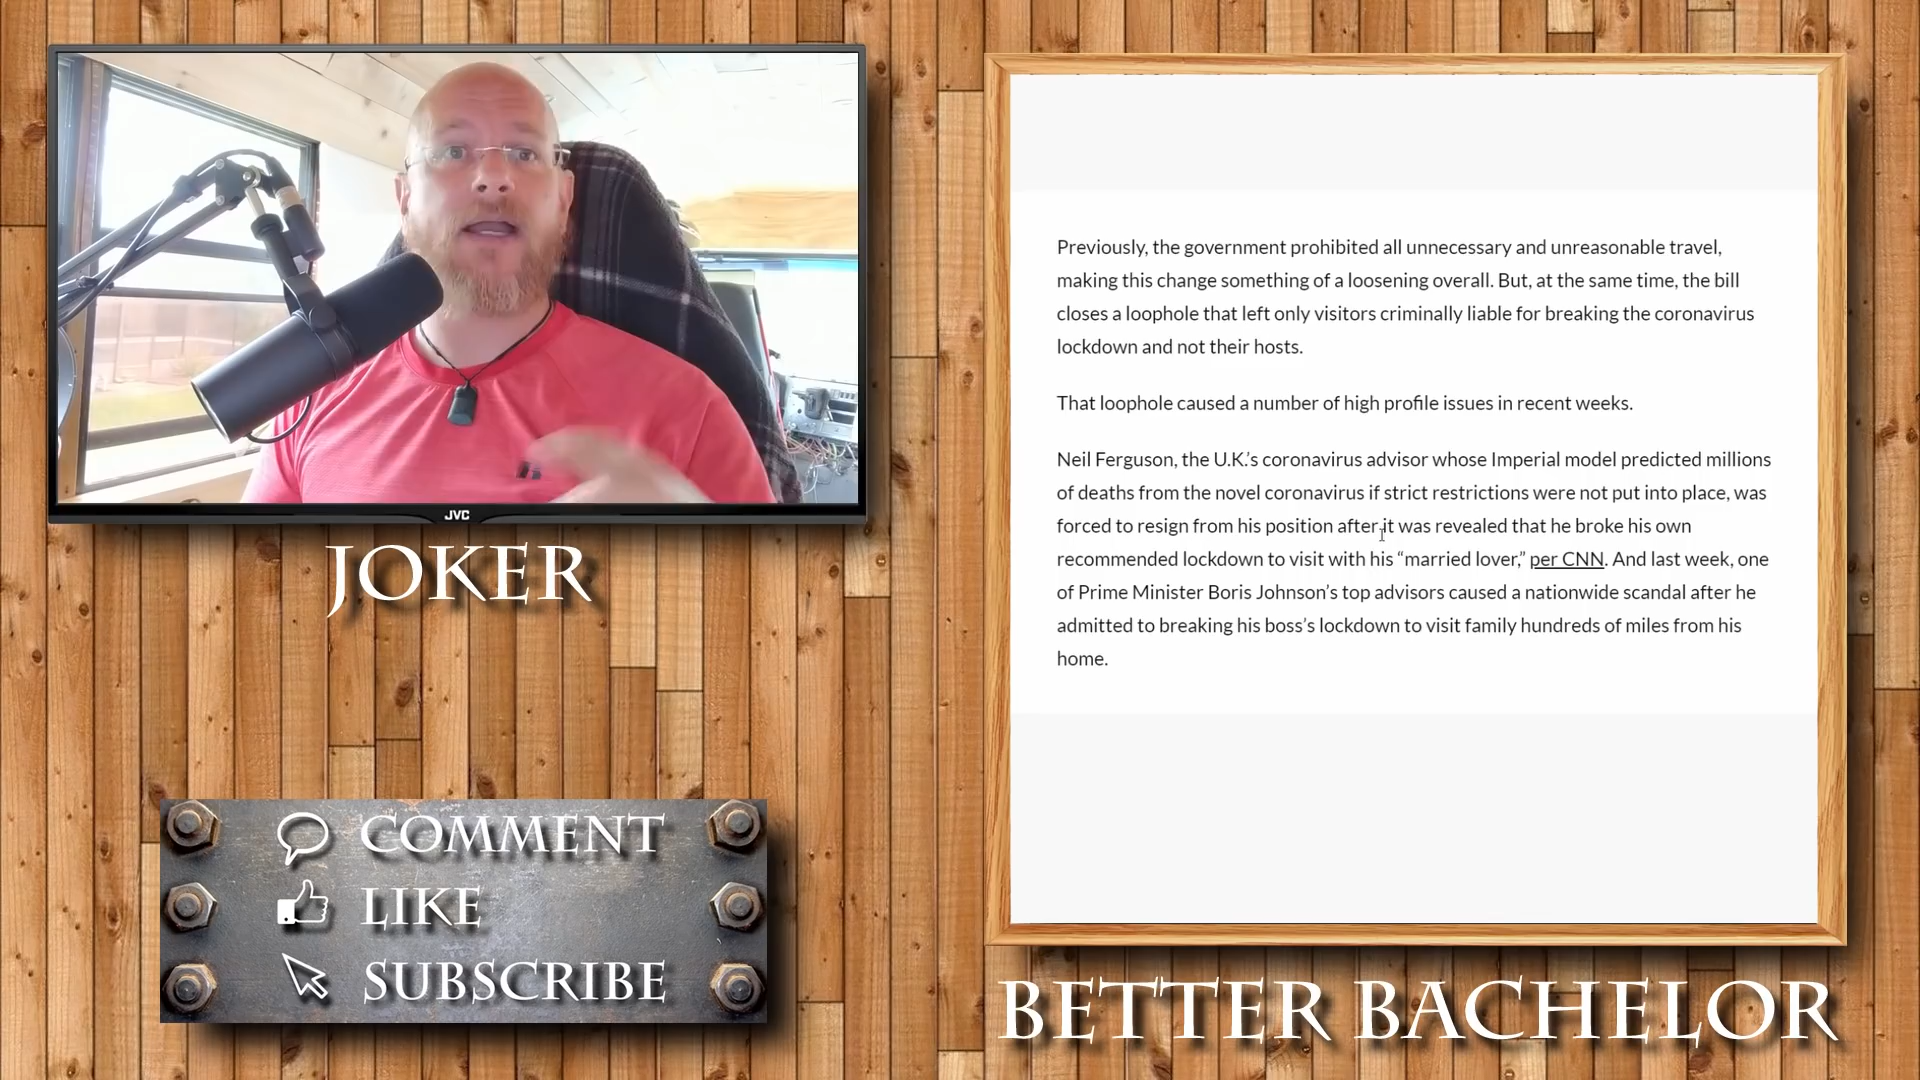 JVC
JOKER
COMMENT
LIKE
SUBSCRIBE
Previously, the government prohibited all unnecessary and unreasonable travel,
making this change something of a loosening overall. But, at the same time, the bill
closes a loophole that left only visitors criminally liable for breaking the coronavirus
lockdown and not their hosts.
That loophole caused a number of high profile issues in recent weeks.
Neil Ferguson, the U.K.’s coronavirus advisor whose Imperial model predicted millions
of deaths from the novel coronavirus if strict restrictions were not put into place, was
forced to resign from his position after it was revealed that he broke his own
recommended lockdown to visit with his “married lover,” per CNN. And last week, one
of Prime Minister Boris Johnson’s top advisors caused a nationwide scandal after he
admitted to breaking his boss’s lockdown to visit family hundreds of miles from his
home.
BETTER BACHELOR